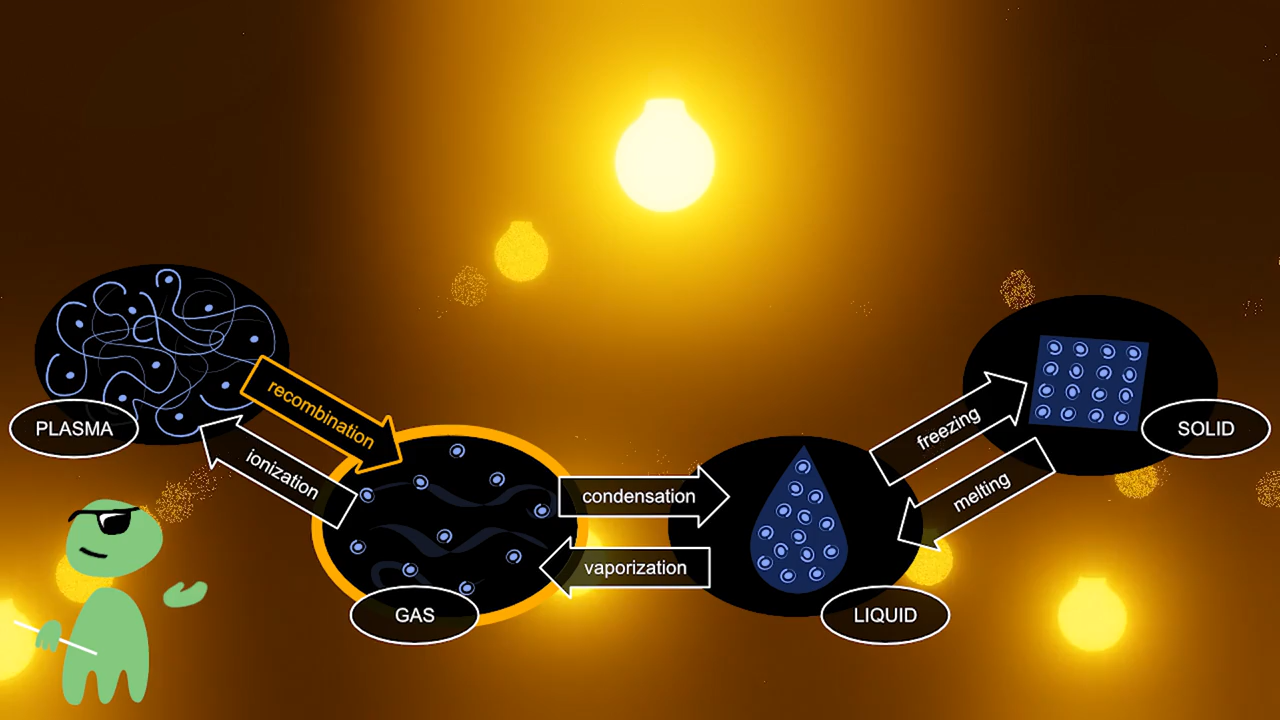 PLASMA
recombination
ionization
GAS
condensation
vaporization
LIQUID
freezing
melting
SOLID